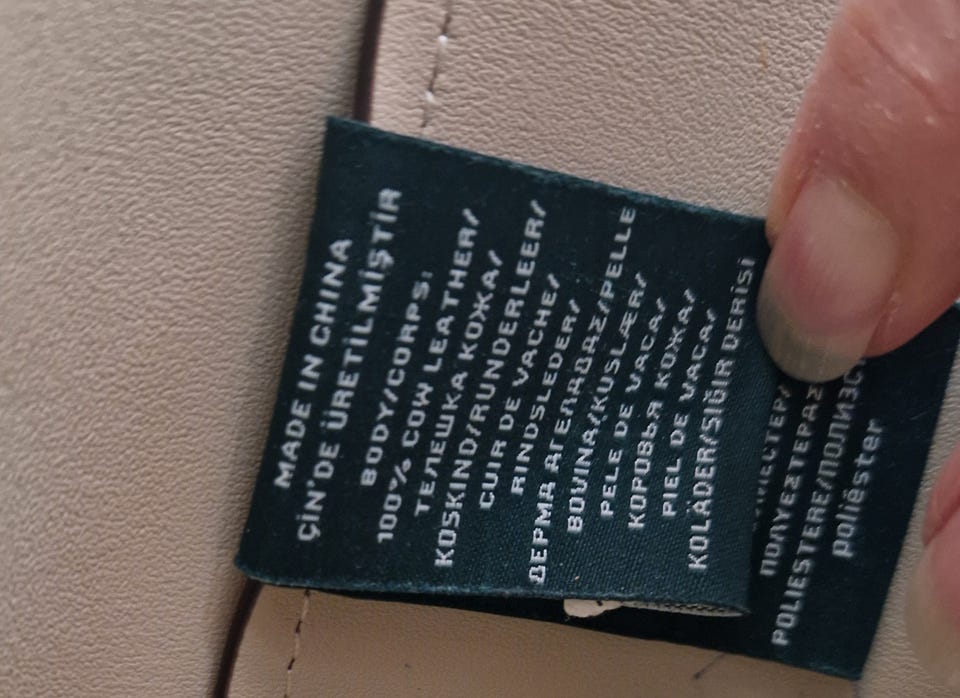 MADE IN CHINA
ÇİN'DE ÜRETİLMİŞTİR
BODY/CORPS:
100% COW LEATHER/
ТЕЛЕШКА КОЖА/
KOSKIND/RUNDERLEER/
CUIR DE VACHE/
RINDSLEDER/
ΔΕΡΜΑ ΑΓΕΛΑΔΑΣ/PELLE
BOVINA/KUSLÆR/
PELE DE VACA/
КОРОВЬЯ КОЖА/
PIEL DE VACA/
KOLÄDER/SIĞIR DERİSİ
ΠΟΛΥΕΣΤΕΡΑΣ
POLIESTERE/ПОЛИЭС
poliéster